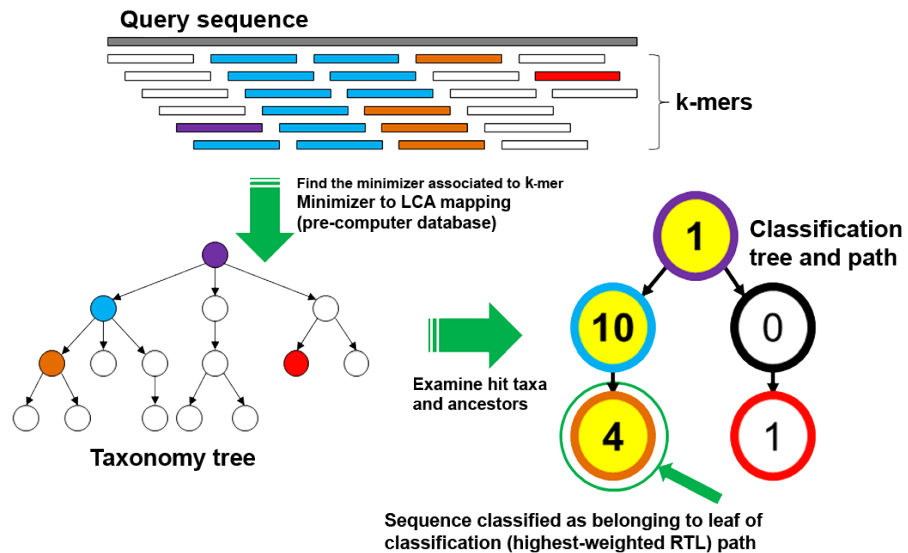 Query sequence
k-mers
Find the minimizer associated to k-mer
Minimizer to LCA mapping
(pre-computer database)
1
Classification
tree and path
10
0
Examine hit taxa
and ancestors
4
1
Taxonomy tree
Sequence classified as belonging to leaf of
classification (highest-weighted RTL) path